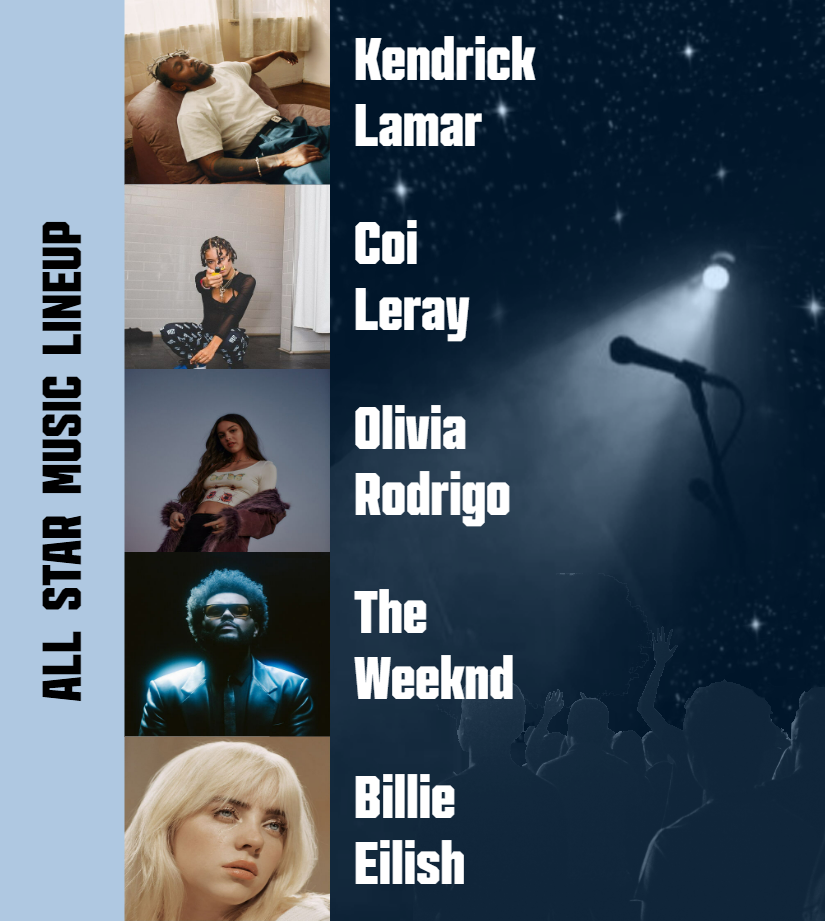 ALL STAR MUSIC LINEUP
Kendrick
Lamar
Coi
Leray
Olivia
Rodrigo
The
Weeknd
Billie
Eilish